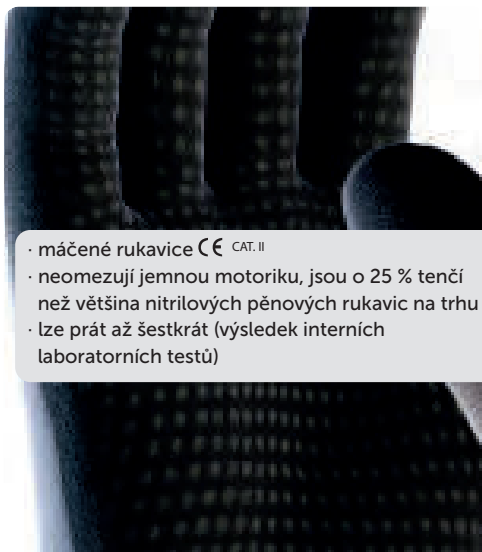 · máčené rukavice CE CAT. II
· neomezují jemnou motoriku, jsou o 25 % tenčí
než většina nitrilových pěnových rukavic na trhu
· lze prát až šestkrát (výsledek interních
laboratorních testů)